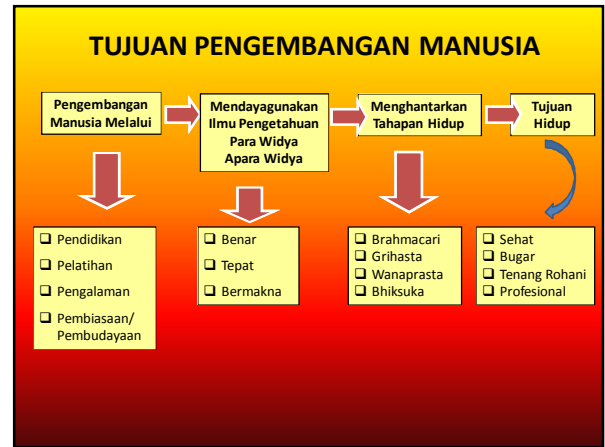 TUJUAN PENGEMBANGAN MANUSIA
Pengembangan
Manusia Melalui
Mendayagunakan
Ilmu Pengetahuan
Para Widya
Apara Widya
Menghantarkan
Tahapan Hidup
Tujuan
Hidup
Pendidikan
Pelatihan
Pengalaman
Pembiasaan/
Pembudayaan
Benar
Tepat
Bermakna
Brahmacari
Grihasta
Wanaprasta
Bhiksuka
Sehat
Bugar
Tenang Rohani
Profesional